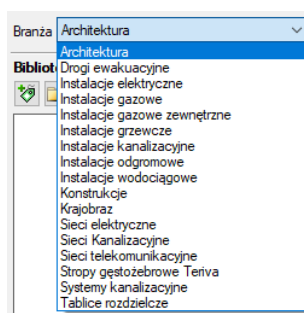 Branża Architektura
Architektura
Bibliot
Drogi ewakuacyjne
Instalacje elektryczne
Instalacje gazowe
Instalacje gazowe zewnętrzne
Instalacje grzewcze
Instalacje kanalizacyjne
Instalacje odgromowe
Instalacje wodociągowe
Konstrukcje
Krajobraz
Sieci elektryczne
Sieci Kanalizacyjne
Sieci telekomunikacyjne
Stropy gęstożebrowe Teriva
Systemy kanalizacyjne
Tablice rozdzielcze